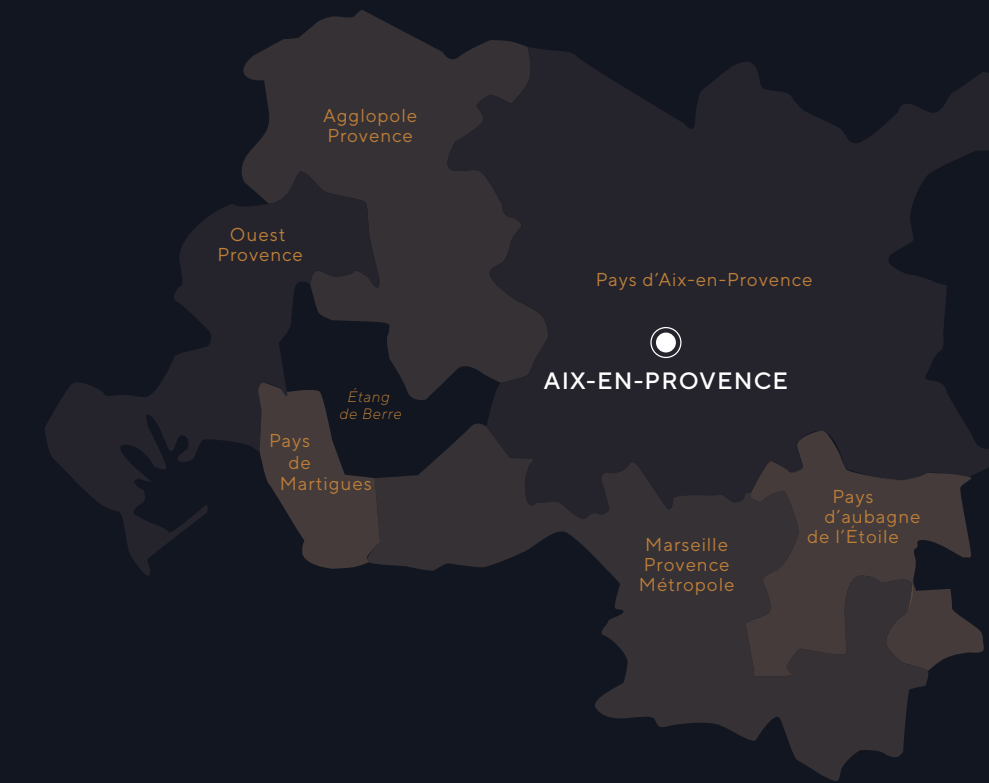 Agglopole
Provence
Ouest
Provence
Pays d’Aix-en-Provence
AIX-EN-PROVENCE
Étang
de Berre
Pays
de
Martigues
Pays
d’aubagne
de l’Étoile
Marseille
Provence
Métropole